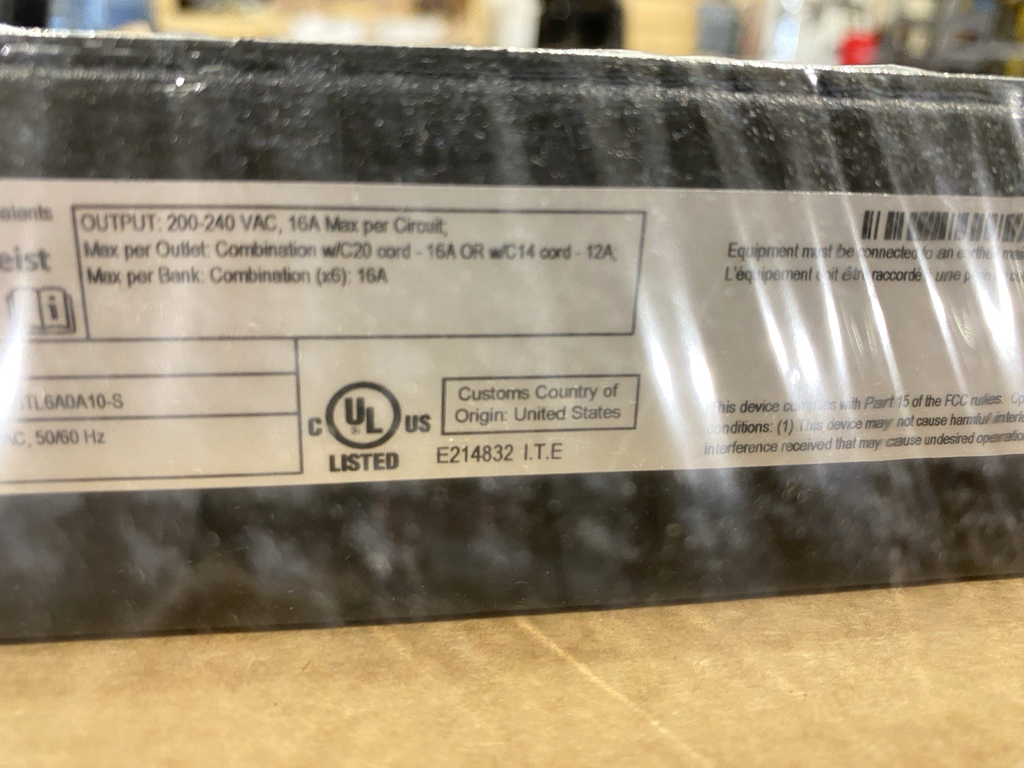 OUTPUT: 200-240 VAC, 16A Max per Circuit;
Max per Outlet: Combination w/C20 cord - 16A OR w/C14 cord - 12A;
Max per Bank: Combination (x6): 16A
eist
i
TL6A0A10-S
AC, 50/60 Hz
C UL US
LISTED
Customs Country of
Origin: United States
E214832 I.T.E
Equipment must be connected to an
L'équipement doit être raccordé à une
This device complies with Part 15 of the FCC rules.
conditions: (1) This device may not cause harmful
interference received that may cause undesired